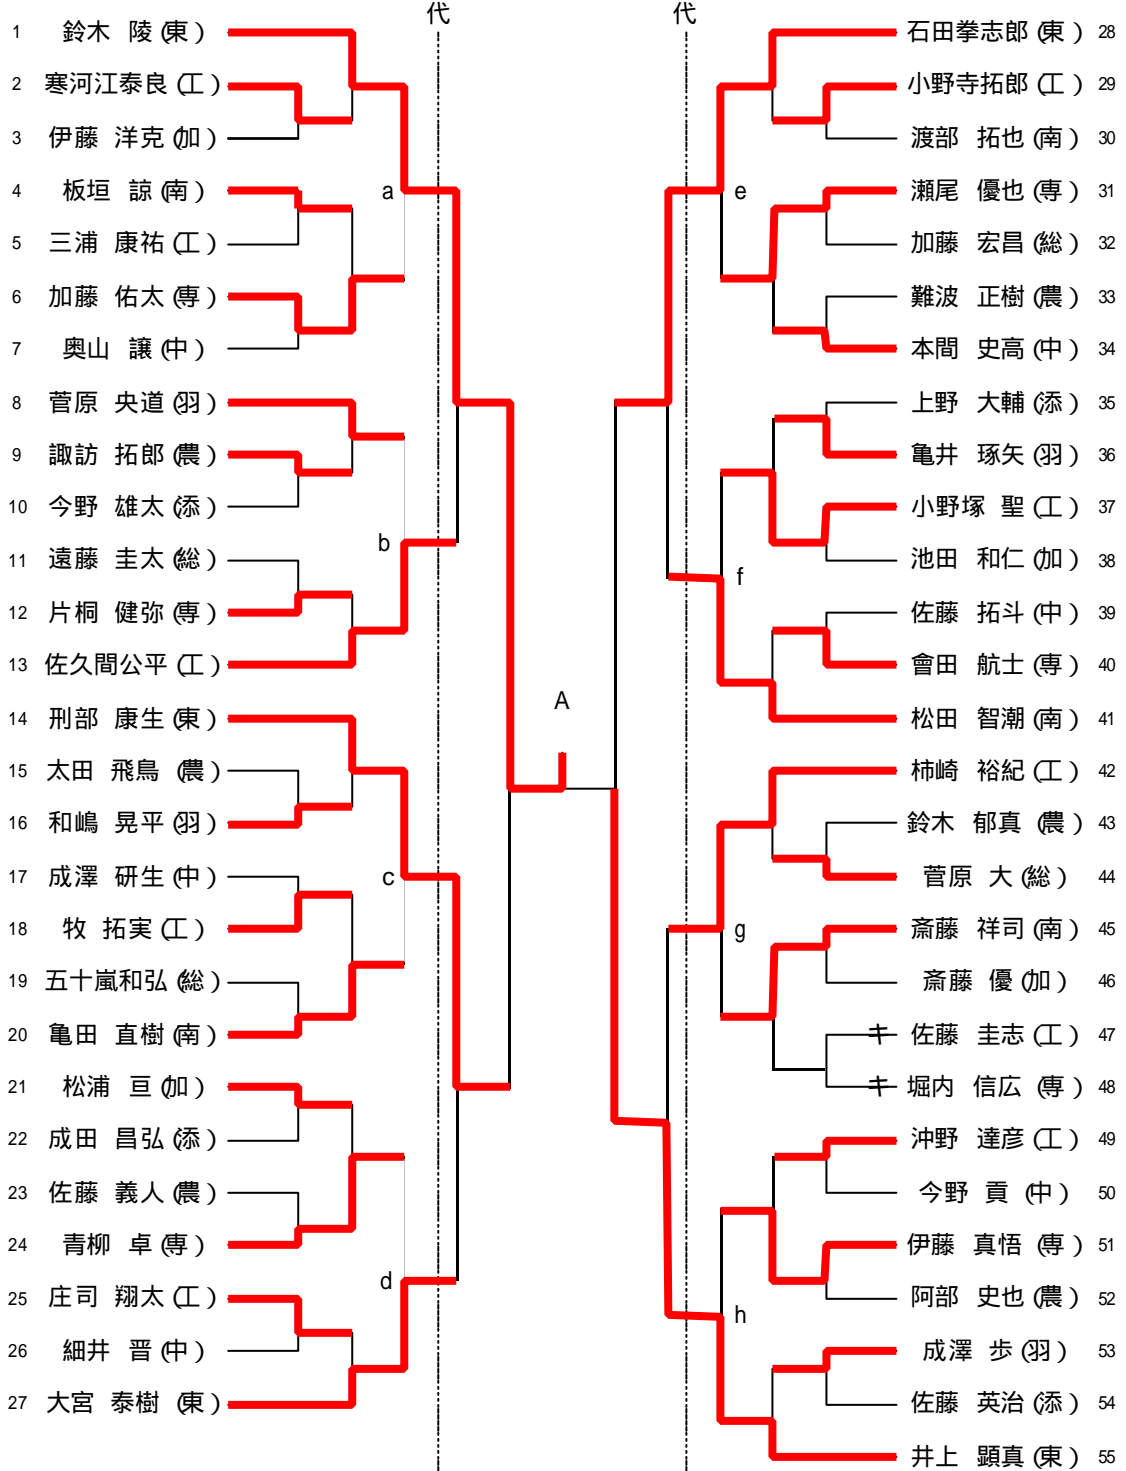 代
代
1 鈴木 陵 (東)
2 寒河江泰良 (工)
3 伊藤 洋克 (加)
4 板垣 諒 (南)
5 三浦 康祐 (工)
6 加藤 佑太 (専)
7 奥山 譲 (中)
8 菅原 央道 (羽)
9 諏訪 拓郎 (農)
10 今野 雄太 (添)
11 遠藤 圭太 (総)
12 片桐 健弥 (専)
13 佐久間公平 (工)
14 刑部 康生 (東)
15 太田 飛鳥 (農)
16 和嶋 晃平 (羽)
17 成澤 研生 (中)
18 牧 拓実 (工)
19 五十嵐和弘 (総)
20 亀田 直樹 (南)
21 松浦 亘 (加)
22 成田 昌弘 (添)
23 佐藤 義人 (農)
24 青柳 卓 (専)
25 庄司 翔太 (工)
26 細井 晋 (中)
27 大宮 泰樹 (東)
a
b
c
d
A
e
f
g
h
石田拳志郎 (東) 28
小野寺拓郎 (工) 29
渡部 拓也 (南) 30
瀬尾 優也 (専) 31
加藤 宏昌 (総) 32
難波 正樹 (農) 33
本間 史高 (中) 34
上野 大輔 (添) 35
亀井 琢矢 (羽) 36
小野塚 聖 (工) 37
池田 和仁 (加) 38
佐藤 拓斗 (中) 39
會田 航士 (専) 40
松田 智潮 (南) 41
柿崎 裕紀 (工) 42
鈴木 郁真 (農) 43
菅原 大 (総) 44
斎藤 祥司 (南) 45
斎藤 優 (加) 46
キ 佐藤 圭志 (工) 47
キ 堀内 信広 (専) 48
沖野 達彦 (工) 49
今野 貢 (中) 50
伊藤 真悟 (専) 51
阿部 史也 (農) 52
成澤 歩 (羽) 53
佐藤 英治 (添) 54
井上 顕真 (東) 55